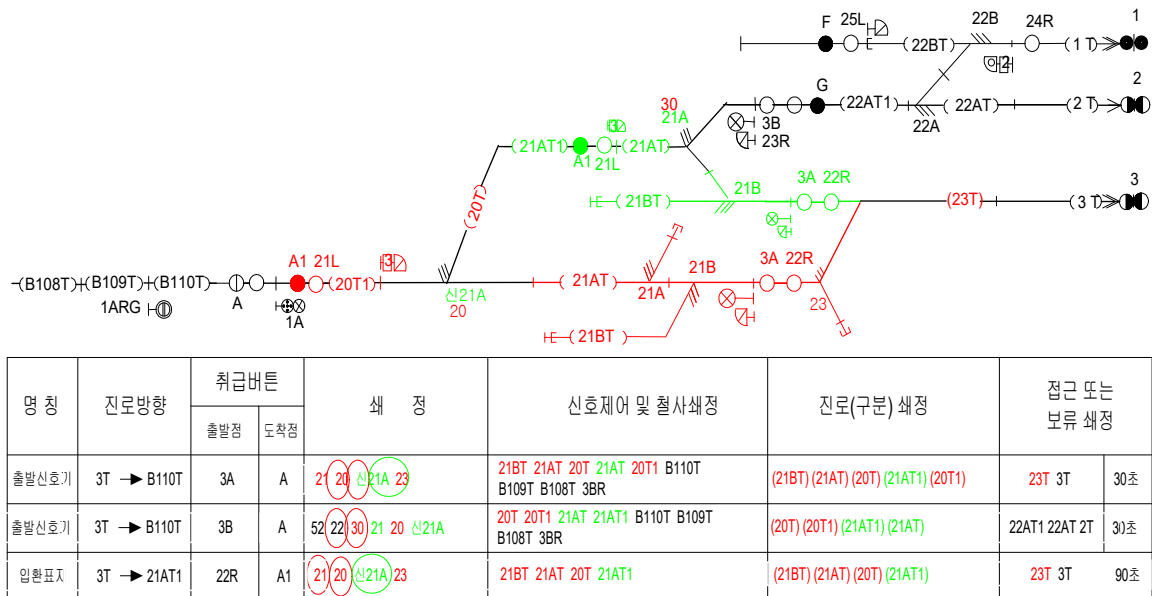 F 25L 22B 24R 1
(22BT) (1 T)
2
G 2
30
21A
(22AT1) (22AT) (2 T)
3B 22A
23R
3
(21AT1) (21AT)
A1 21L
3A 22R 3
21B
(21BT) (23T) (3 T)
(20T)
A1 21L 3 3A 22R
21B
(B108T) (B109T) (B110T) (20T1) (21AT)
1ARG A 신21A 21A 23
1A 20
(21BT)
명 칭 진로방향 취급버튼 쇄 정 신호제어 및 철사쇄정 진로(구분) 쇄정 접근 또는
출발점 도착점 보류 쇄정
출발신호기 3T → B110T 3A A 21 20 신21A 23 21BT 21AT 20T 21AT 20T1 B110T (21BT) (21AT) (20T) (21AT1) (20T1) 23T 3T 30초
B109T B108T 3BR
출발신호기 3T → B110T 3B A 52 22 30 21 20 신21A 20T 20T1 21AT 21AT1 B110T B109T (20T) (20T1) (21AT1) (21AT) 22AT1 22AT 2T 30초
B108T 3BR
입환표지 3T → 21AT1 22R A1 21 20 신21A 23 21BT 21AT 20T 21AT1 (21BT) (21AT) (20T) (21AT1) 23T 3T 90초